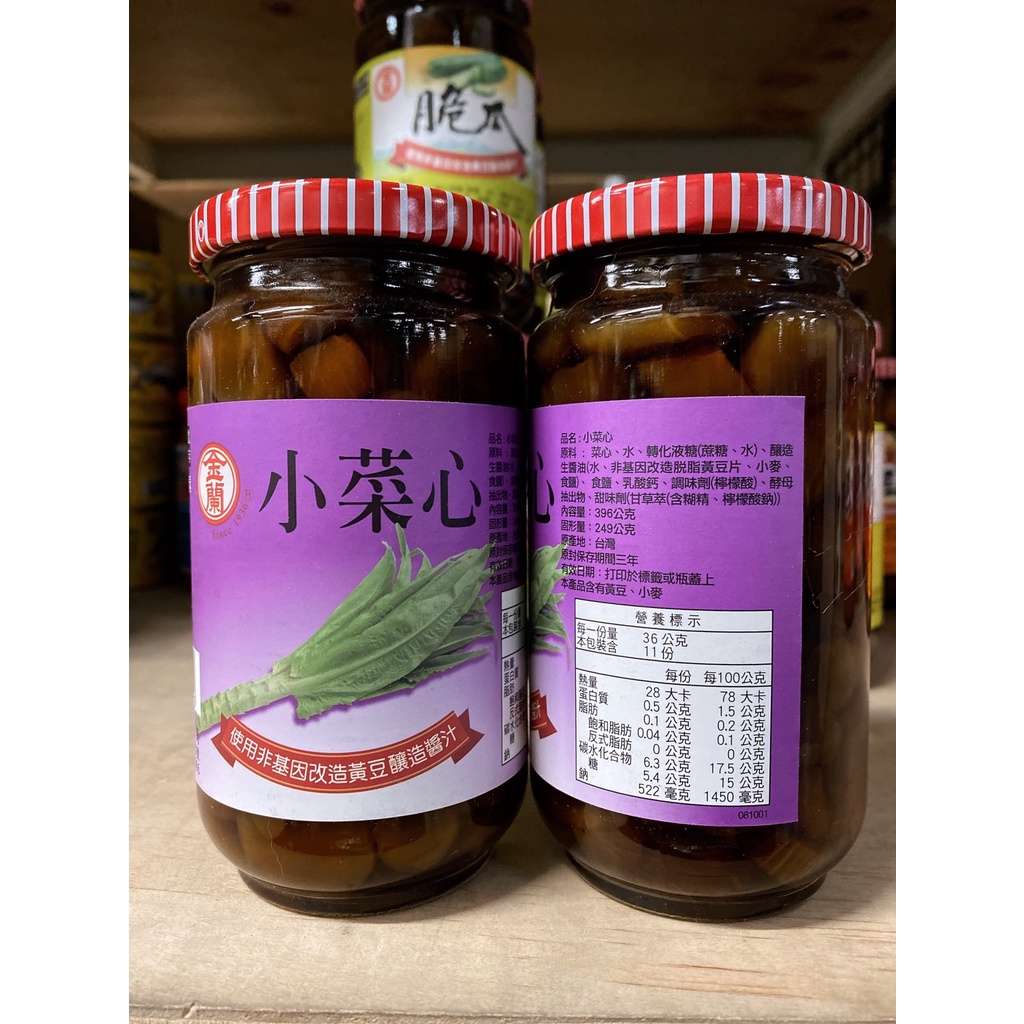 脆瓜
金蘭
Since 1936
小菜心
使用非基因改造黃豆釀造醬汁
品名：小菜心
原料：菜心、水、轉化液糖(蔗糖、水)、釀造
生醬油(水、非基因改造脱脂黃豆片、小麥、
食鹽)、食鹽、乳酸鈣、調味劑(檸檬酸)、酵母
抽出物、甜味劑(甘草萃(含糊精、檸檬酸鈉))
內容量：396公克
固形量：249公克
原產地：台灣
原封保存期間三年
有效日期：打印於標籤或瓶蓋上
本產品含有黃豆、小麥
營養標示
每一份量 36公克
本包裝含 11份
每份 每100公克
熱量 28 大卡 78 大卡
蛋白質 0.5 公克 1.5 公克
脂肪 0.1 公克 0.2 公克
飽和脂肪 0.04 公克 0.1 公克
反式脂肪 0 公克 0 公克
碳水化合物 6.3 公克 17.5 公克
糖 5.4 公克 15 公克
鈉 522 毫克 1450 毫克
081001